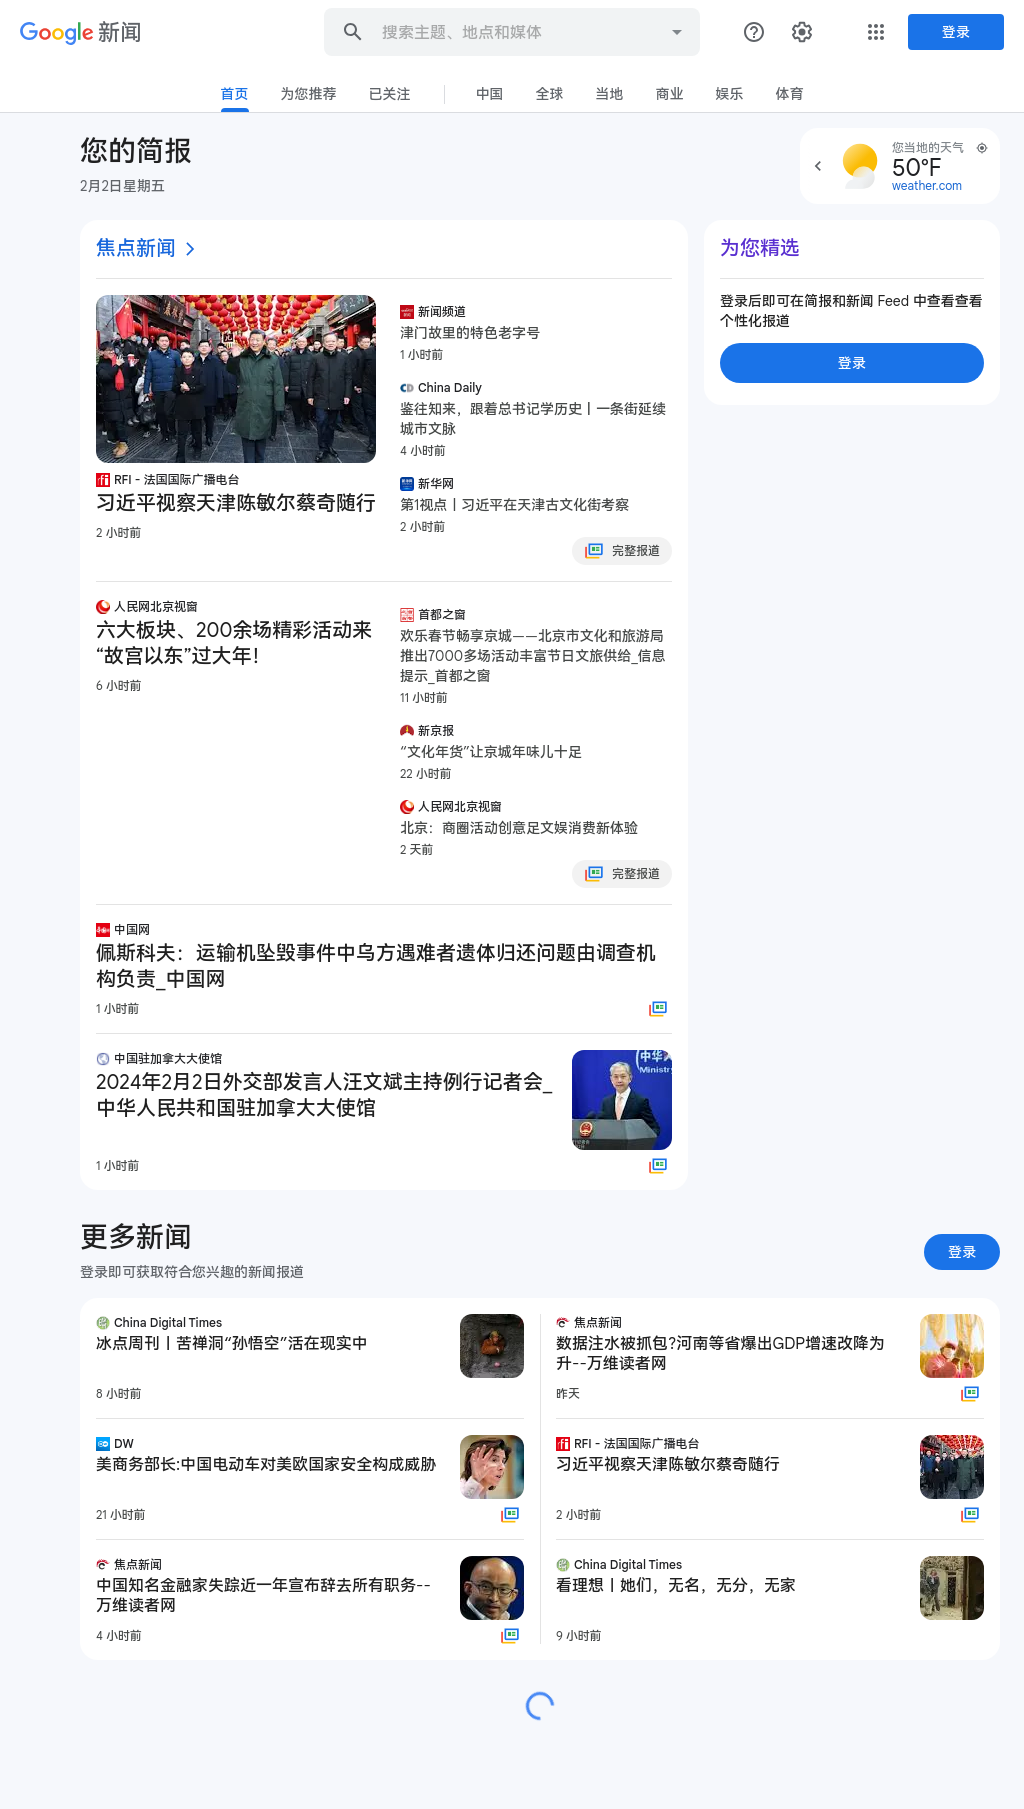 Google 新闻
搜索主题、地点和媒体
登录
首页
为您推荐
已关注
中国
全球
当地
商业
娱乐
体育
您的简报
2月2日星期五
您当地的天气
50°F
weather.com
焦点新闻
RFI - 法国国际广播电台
习近平视察天津陈敏尔蔡奇随行
2 小时前
新闻频道
津门故里的特色老字号
1 小时前
China Daily
鉴往知来，跟着总书记学历史丨一条街延续
城市文脉
4 小时前
新华网
第1视点丨习近平在天津古文化街考察
2 小时前
完整报道
为您精选
登录后即可在简报和新闻 Feed 中查看查看
个性化报道
登录
人民网北京视窗
六大板块、200余场精彩活动来
“故宫以东”过大年！
6 小时前
首都之窗
欢乐春节畅享京城——北京市文化和旅游局
推出7000多场活动丰富节日文旅供给_信息
提示_首都之窗
11 小时前
新京报
“文化年货”让京城年味儿十足
22 小时前
人民网北京视窗
北京：商圈活动创意足文娱消费新体验
2 天前
完整报道
中国网
佩斯科夫：运输机坠毁事件中乌方遇难者遗体归还问题由调查机
构负责_中国网
1 小时前
中国驻加拿大大使馆
2024年2月2日外交部发言人汪文斌主持例行记者会_
中华人民共和国驻加拿大大使馆
1 小时前
更多新闻
登录即可获取符合您兴趣的新闻报道
登录
China Digital Times
冰点周刊丨苦禅洞“孙悟空”活在现实中
8 小时前
DW
美商务部长:中国电动车对美欧国家安全构成威胁
21 小时前
焦点新闻
中国知名金融家失踪近一年宣布辞去所有职务--
万维读者网
4 小时前
焦点新闻
数据注水被抓包?河南等省爆出GDP增速改降为
升--万维读者网
昨天
RFI - 法国国际广播电台
习近平视察天津陈敏尔蔡奇随行
2 小时前
China Digital Times
看理想丨她们，无名，无分，无家
9 小时前